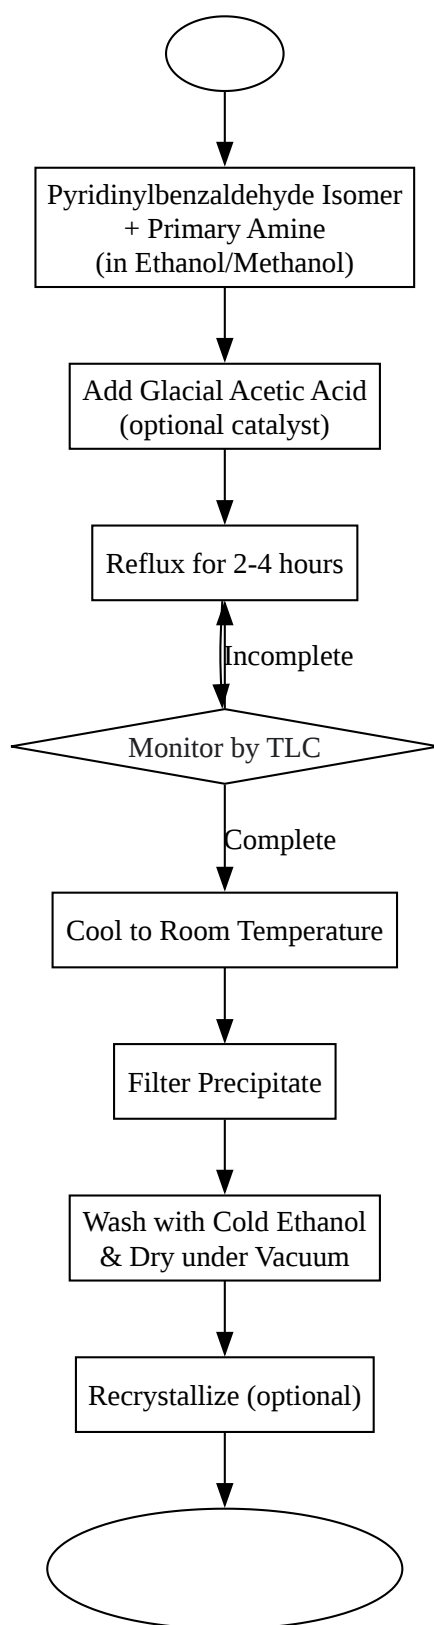 Pyridinylbenzaldehyde Isomer
+ Primary Amine
(in Ethanol/Methanol)
Add Glacial Acetic Acid
(optional catalyst)
Reflux for 2-4 hours
Incomplete
Monitor by TLC
Complete
Cool to Room Temperature
Filter Precipitate
Wash with Cold Ethanol
& Dry under Vacuum
Recrystallize (optional)